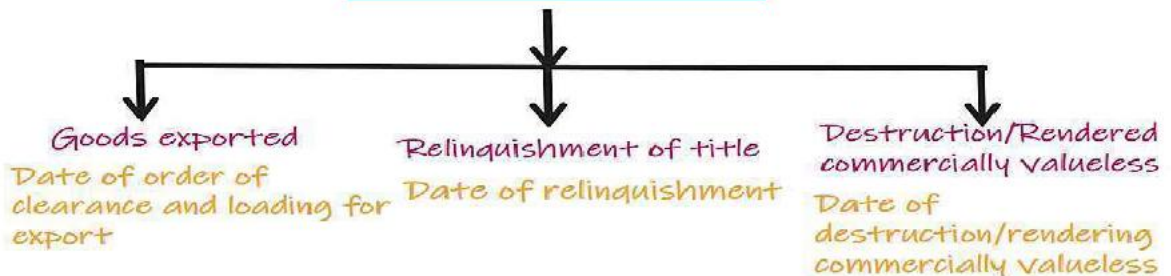 Goods exported
Date of order of
clearance and loading for
export
Relinquishment of title
Date of relinquishment
Destruction/Rendered
commercially valueless
Date of
destruction/rendering
commercially valueless